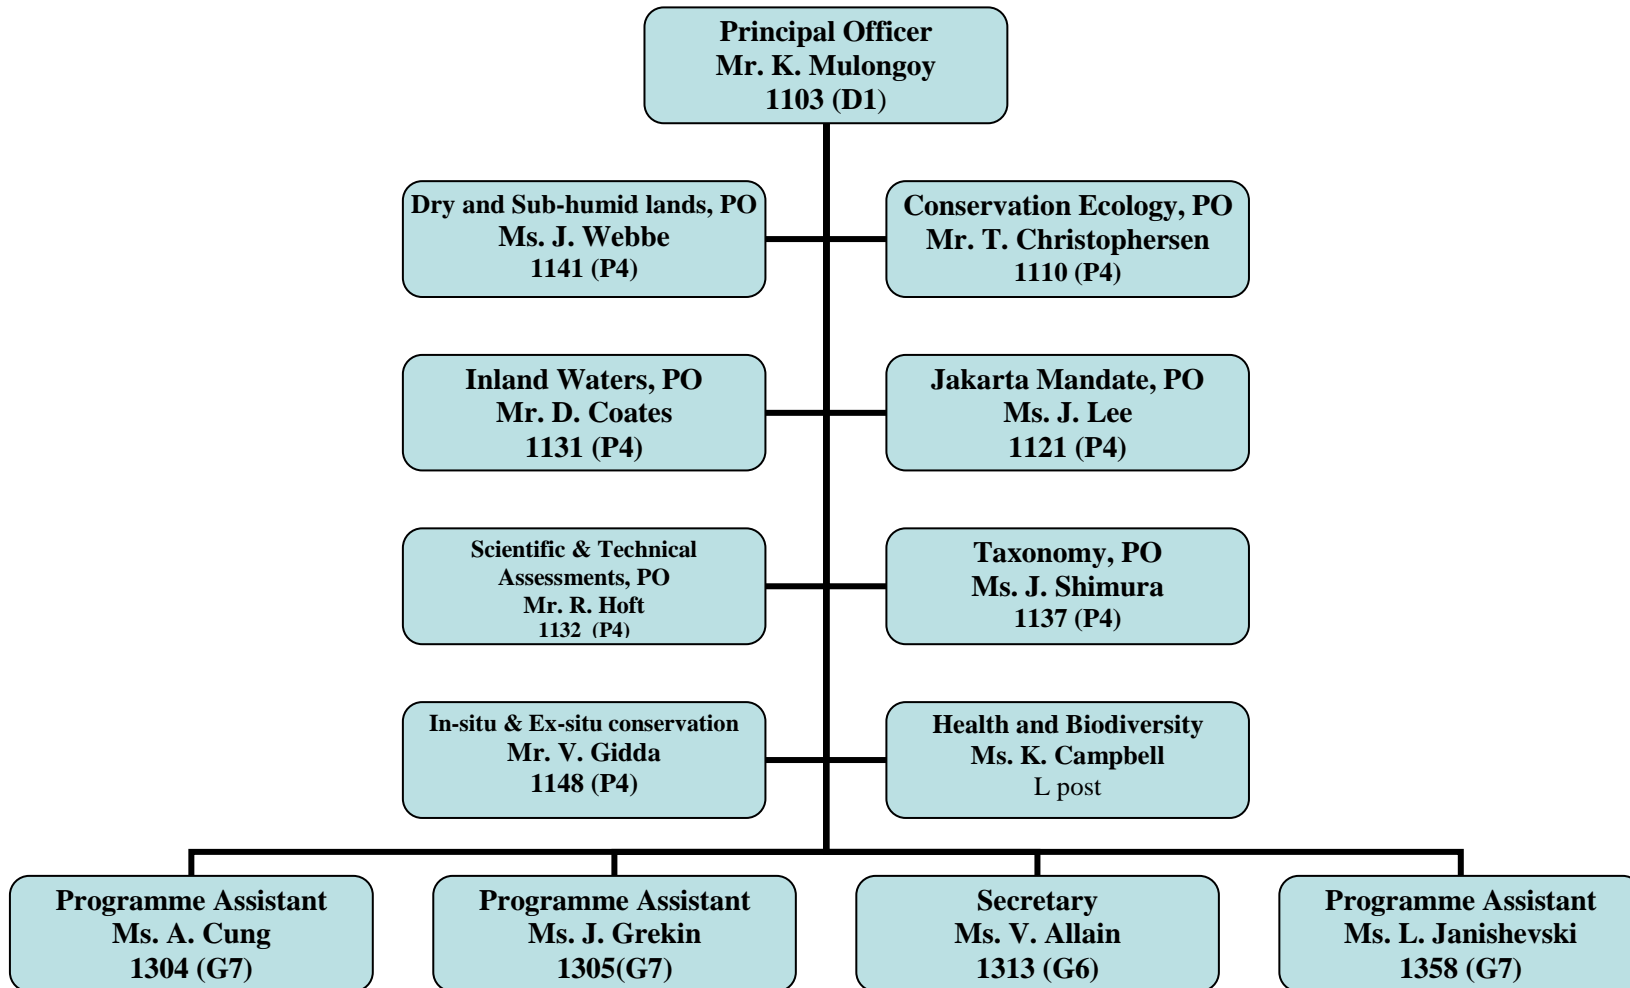 Principal Officer
Mr. K. Mulongoy
1103 (D1)
Dry and Sub-humid lands, PO
Ms. J. Webbe
1141 (P4)
Conservation Ecology, PO
Mr. T. Christophersen
1110 (P4)
Inland Waters, PO
Mr. D. Coates
1131 (P4)
Jakarta Mandate, PO
Ms. J. Lee
1121 (P4)
Scientific & Technical
Assessments, PO
Mr. R. Hoft
1132 (P4)
Taxonomy, PO
Ms. J. Shimura
1137 (P4)
In-situ & Ex-situ conservation
Mr. V. Gidda
1148 (P4)
Health and Biodiversity
Ms. K. Campbell
L post
Programme Assistant
Ms. A. Cung
1304 (G7)
Programme Assistant
Ms. J. Grekin
1305(G7)
Secretary
Ms. V. Allain
1313 (G6)
Programme Assistant
Ms. L. Janishevski
1358 (G7)